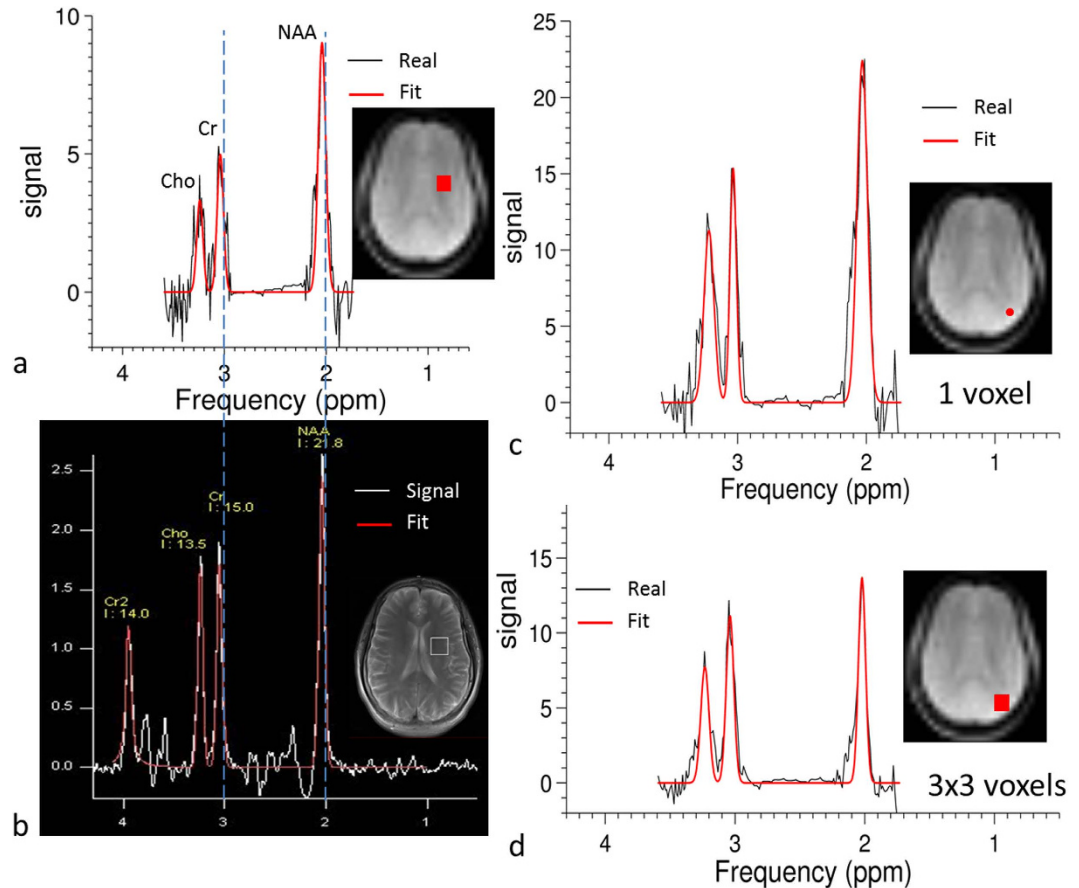 10
5
0
signal
Cho
Cr
NAA
Real
Fit
4
3
2
1
Frequency (ppm)
a
2.5
2.0
1.5
1.0
0.5
0.0
Cr2
I : 14.0
Cho
I : 13.5
Cr
I : 15.0
NAA
I : 21.8
Signal
Fit
4
3
2
1
b
25
20
15
10
5
0
signal
Real
Fit
1 voxel
4
3
2
1
Frequency (ppm)
c
15
10
5
0
signal
Real
Fit
3x3 voxels
4
3
2
1
Frequency (ppm)
d